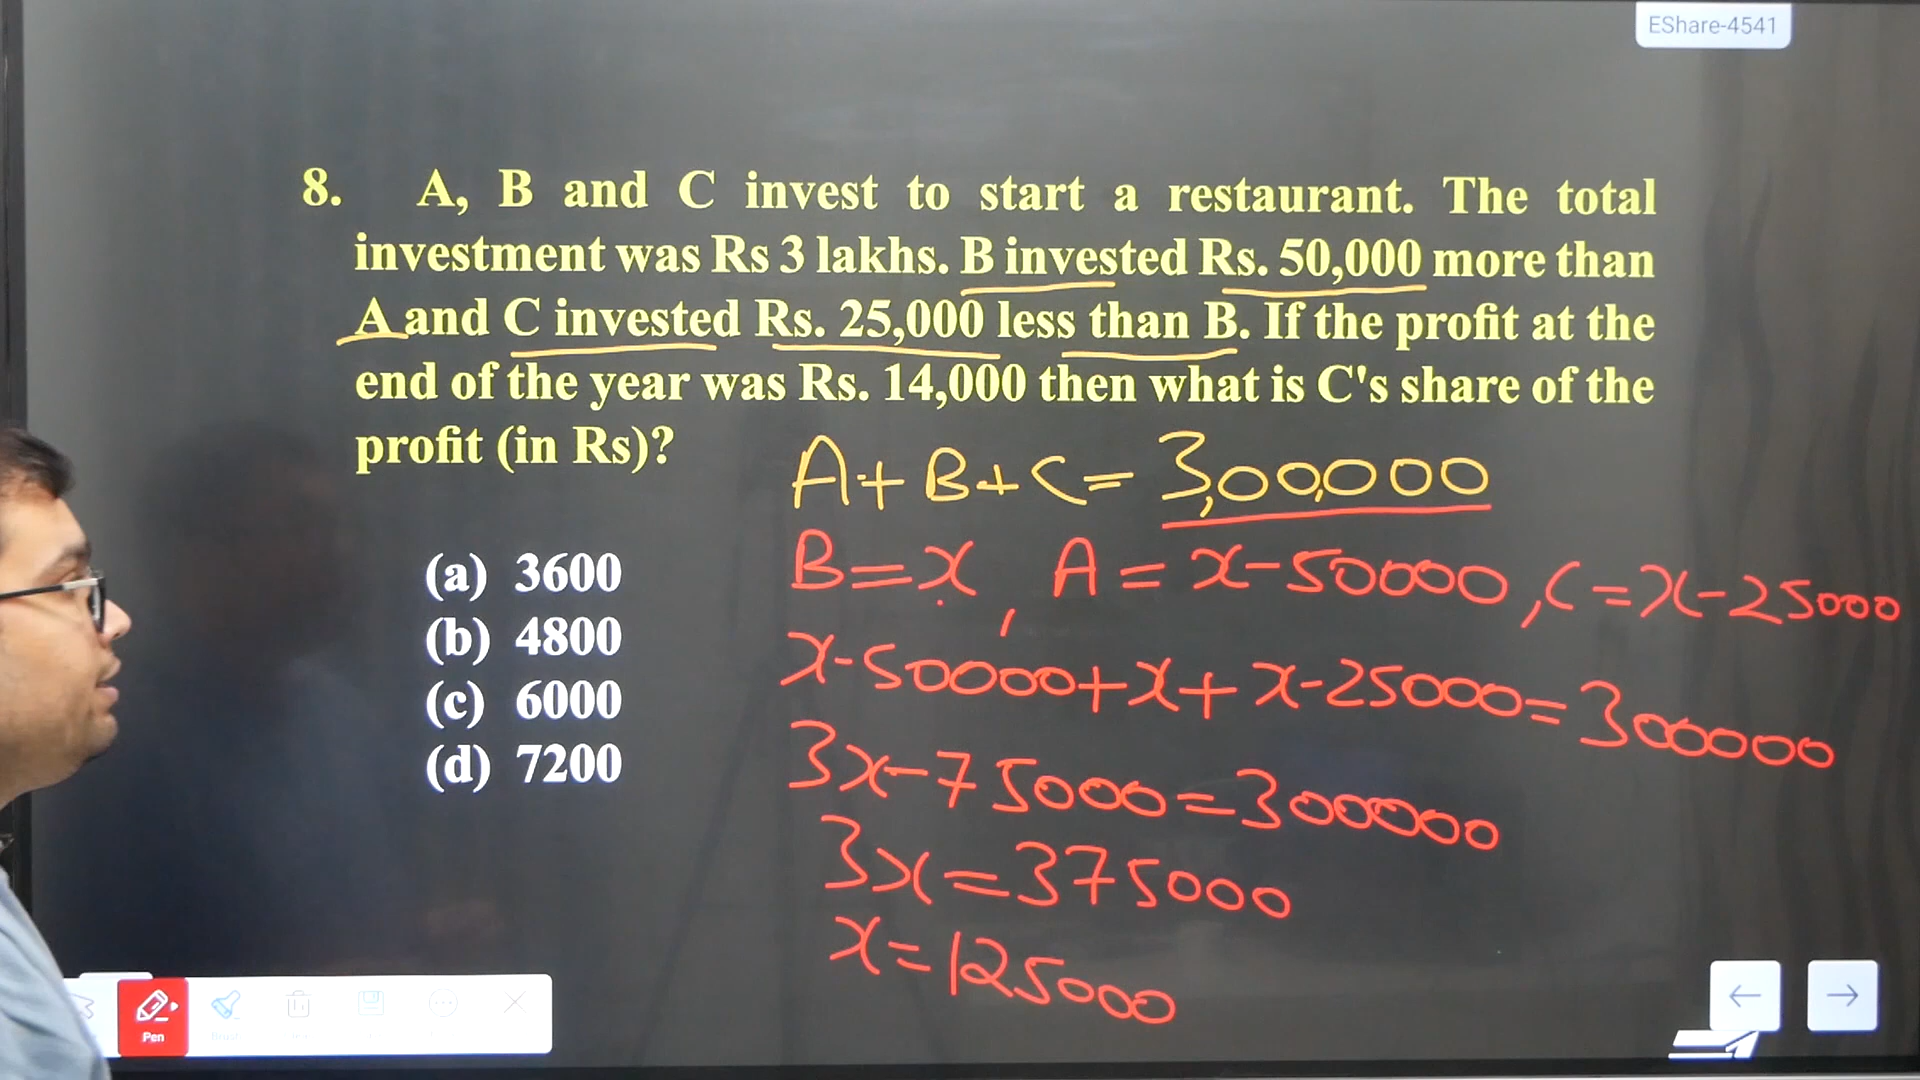 EShare-4541
8. A, B and C invest to start a restaurant. The total
investment was Rs 3 lakhs. B invested Rs. 50,000 more than
A and C invested Rs. 25,000 less than B. If the profit at the
end of the year was Rs. 14,000 then what is C's share of the
profit (in Rs)?
A+B+C=3,00,000
(a) 3600
(b) 4800
(c) 6000
(d) 7200
B=x, A=x-50000, C=x-25000
x-50000+x+x-25000=300000
3x-75000=300000
3x=375000
x=125000
Pen